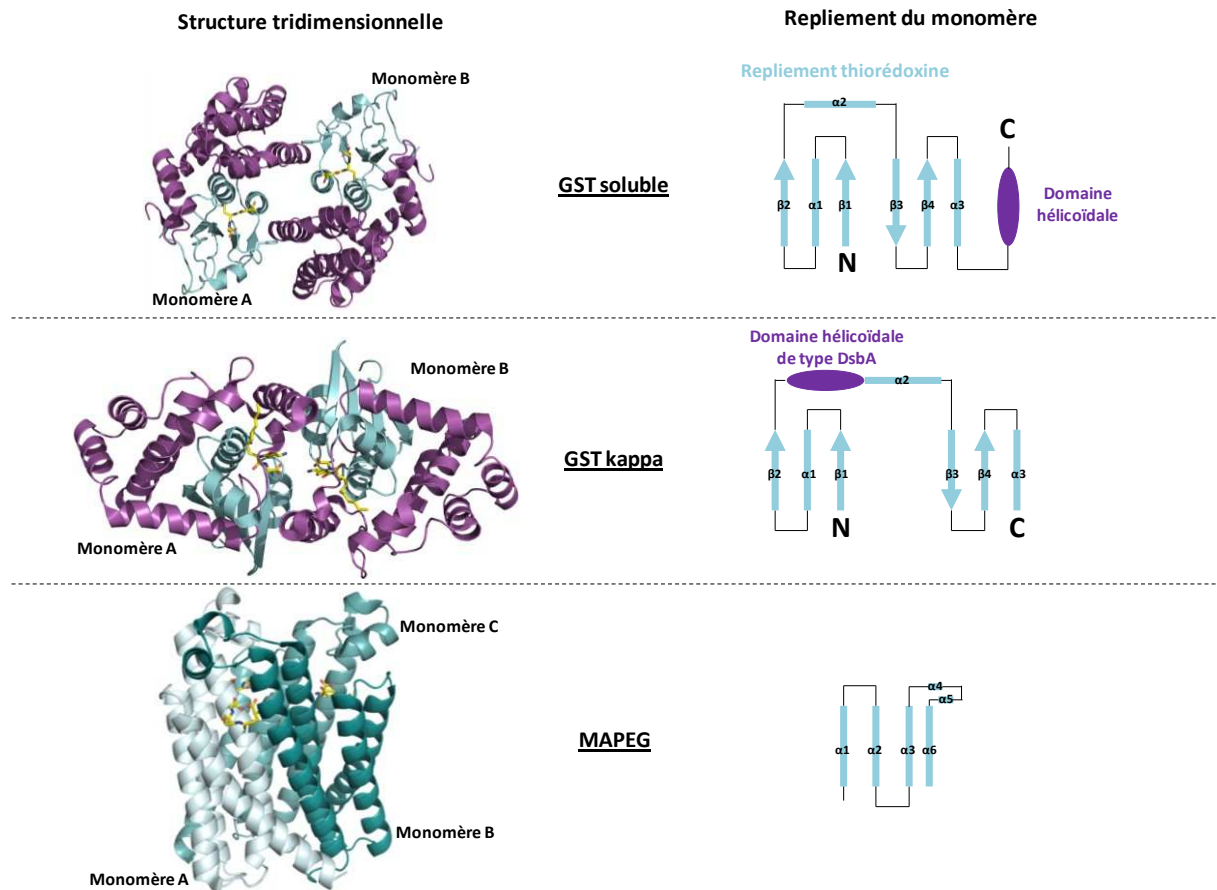 Structure tridimensionnelle
Repliement du monomère
Monomère B
Monomère A
GST soluble
Repliement thiorédoxine
α2
β2
α1
β1
β3
β4
α3
N
C
Domaine
hélicoïdale
Monomère B
Monomère A
GST kappa
Domaine hélicoïdale
de type DsbA
α2
β2
α1
β1
β3
β4
α3
N
C
Monomère C
Monomère B
Monomère A
MAPEG
α4
α5
α1
α2
α3
α6